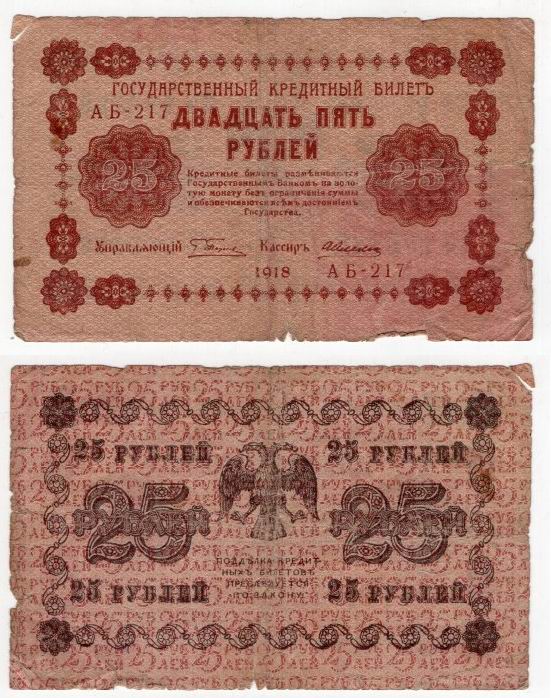 ГОСУДАРСТВЕННЫЙ КРЕДИТНЫЙ БИЛЕТЪ
АБ-217
ДВАДЦАТЬ ПЯТЬ
РУБЛЕЙ
25
25
Кредитные билеты размѣниваются
Государственнымъ Банкомъ на золо-
тую монету безъ ограниченія суммы
и обезпечиваются всѣмъ достояніемъ
Государства.
Управляющій
Кассиръ
1918 АБ-217
25 РУБЛЕЙ 25 РУБЛЕЙ
25 25
РУБЛЕЙ РУБЛЕЙ
ПОДДѢЛКА КРЕДИТ-
НЫХЪ БИЛЕТОВЪ
ПРЕСЛѢДУЕТСЯ
ПО ЗАКОНУ.
25 РУБЛЕЙ 25 РУБЛЕЙ